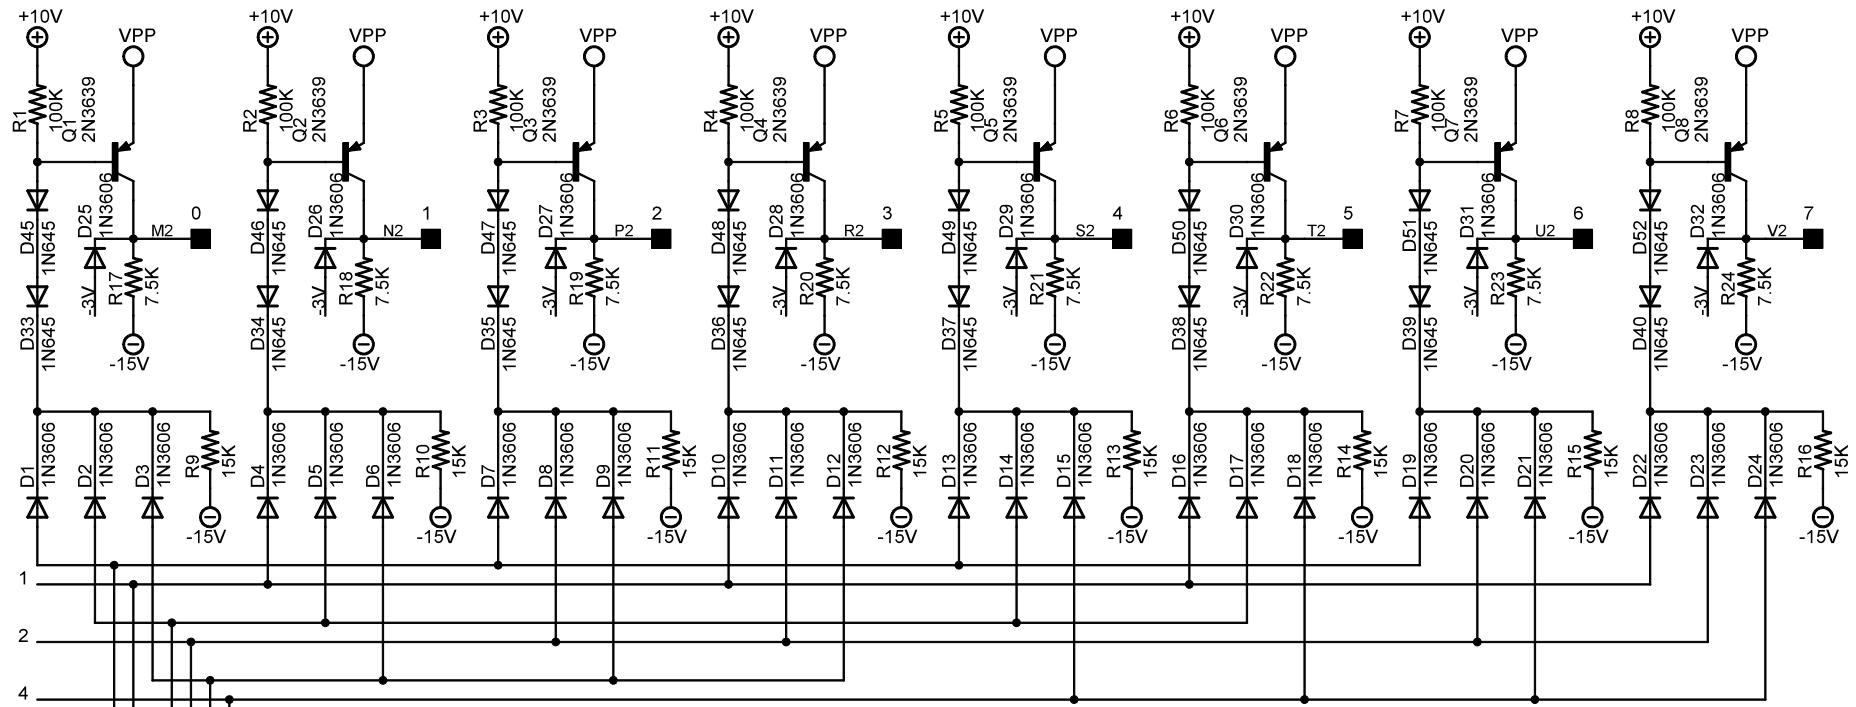 +10V +10V +10V +10V +10V +10V +10V +10V
VPP VPP VPP VPP VPP VPP VPP VPP
R1 100K Q1 2N3639 R2 100K Q2 2N3639 R3 100K Q3 2N3639 R4 100K Q4 2N3639 R5 100K Q5 2N3639 R6 100K Q6 2N3639 R7 100K Q7 2N3639 R8 100K Q8 2N3639
D45 1N645 D25 1N3606 D46 1N645 D26 1N3606 D47 1N645 D27 1N3606 D48 1N645 D28 1N3606 D49 1N645 D29 1N3606 D50 1N645 D30 1N3606 D51 1N645 D31 1N3606 D52 1N645 D32 1N3606
0 1 2 3 4 5 6 7
M2 N2 P2 R2 S2 T2 U2 V2
-3V R17 7.5K -3V R18 7.5K -3V R19 7.5K -3V R20 7.5K -3V R21 7.5K -3V R22 7.5K -3V R23 7.5K -3V R24 7.5K
D33 1N645 D34 1N645 D35 1N645 D36 1N645 D37 1N645 D38 1N645 D39 1N645 D40 1N645
-15V -15V -15V -15V -15V -15V -15V -15V
D1 1N3606 D2 1N3606 D3 1N3606 R9 15K D4 1N3606 D5 1N3606 D6 1N3606 R10 15K D7 1N3606 D8 1N3606 D9 1N3606 R11 15K D10 1N3606 D11 1N3606 D12 1N3606 R12 15K D13 1N3606 D14 1N3606 D15 1N3606 R13 15K D16 1N3606 D17 1N3606 D18 1N3606 R14 15K D19 1N3606 D20 1N3606 D21 1N3606 R15 15K D22 1N3606 D23 1N3606 D24 1N3606 R16 15K
-15V -15V -15V -15V -15V -15V -15V -15V
1
2
4